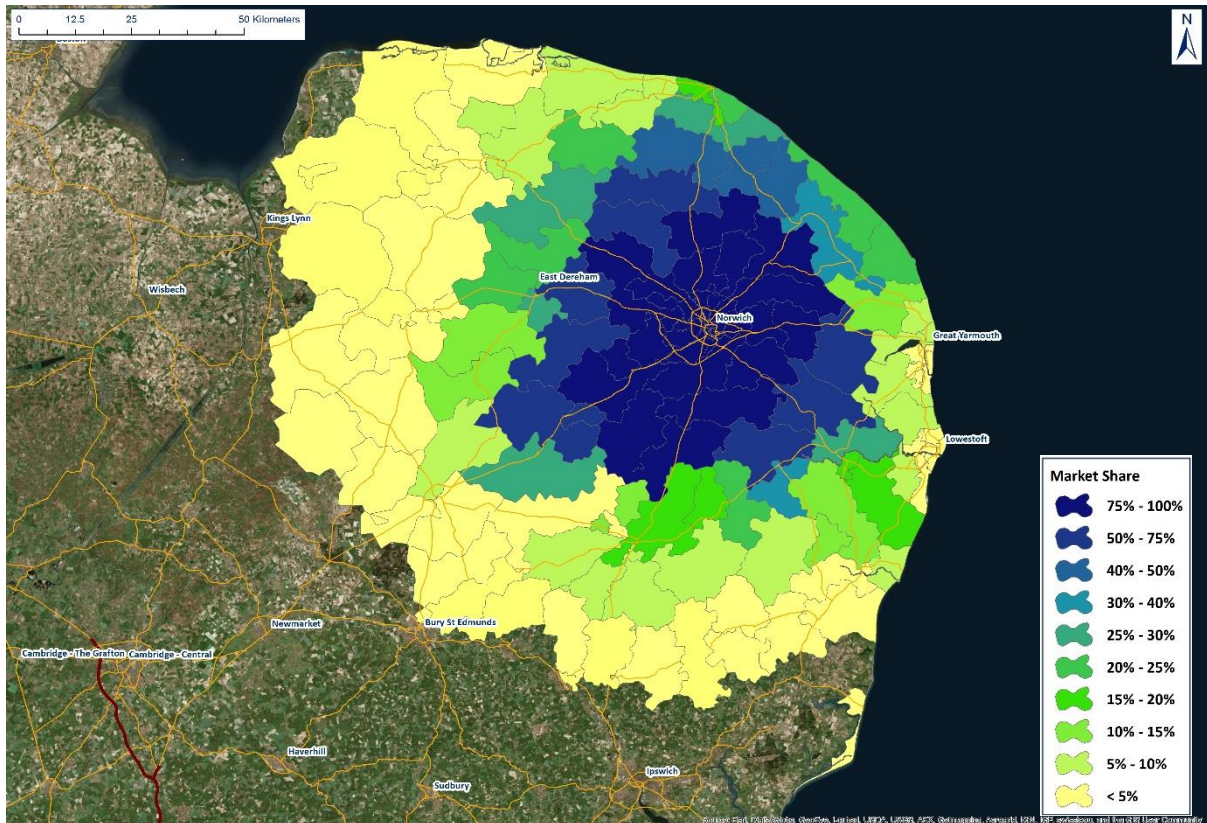 0 12.5 25 50 Kilometers
N
Boston
Kings Lynn
Wisbech
East Dereham
Norwich
Great Yarmouth
Lowestoft
Newmarket
Bury St Edmunds
Cambridge - The Grafton
Cambridge - Central
Haverhill
Sudbury
Ipswich
Market Share
75% - 100%
50% - 75%
40% - 50%
30% - 40%
25% - 30%
20% - 25%
15% - 20%
10% - 15%
5% - 10%
< 5%